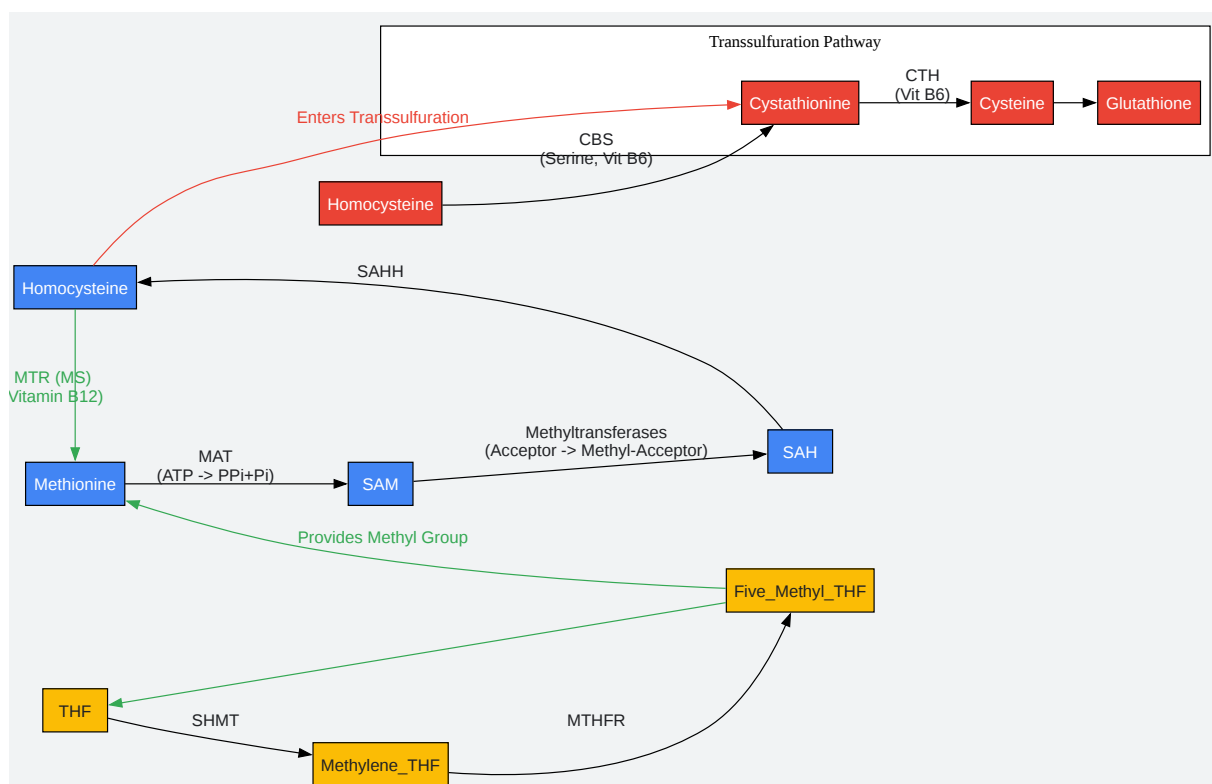 Transsulfuration Pathway
CTH
(Vit B6)
Cystathionine
Cysteine
Glutathione
Enters Transsulfuration
CBS
(Serine, Vit B6)
Homocysteine
SAHH
Homocysteine
MTR (MS)
Vitamin B12)
Methyltransferases
(Acceptor -> Methyl-Acceptor)
SAH
MAT
(ATP -> PPi+Pi)
Methionine
SAM
Provides Methyl Group
Five_Methyl_THF
THF
SHMT
MTHFR
Methylene_THF